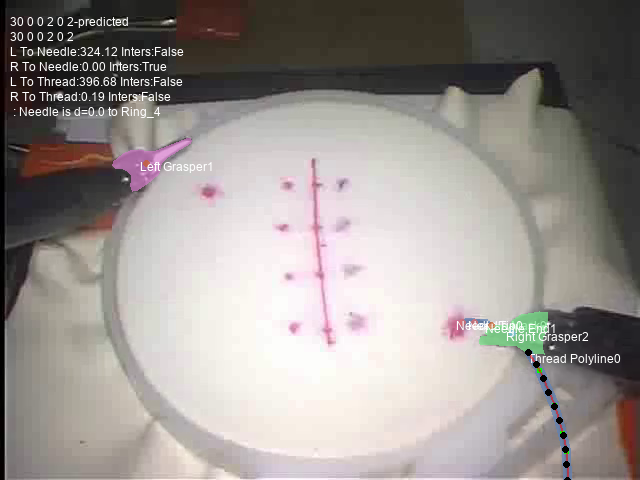 30 0 0 2 0 2-predicted
30 0 0 2 0 2
L To Needle:324.12 Inters:False
R To Needle:0.00 Inters:True
L To Thread:396.68 Inters:False
R To Thread:0.19 Inters:False
: Needle is d=0.0 to Ring_4
Left Grasper1
Needle End1
Right Grasper2
Thread Polyline0